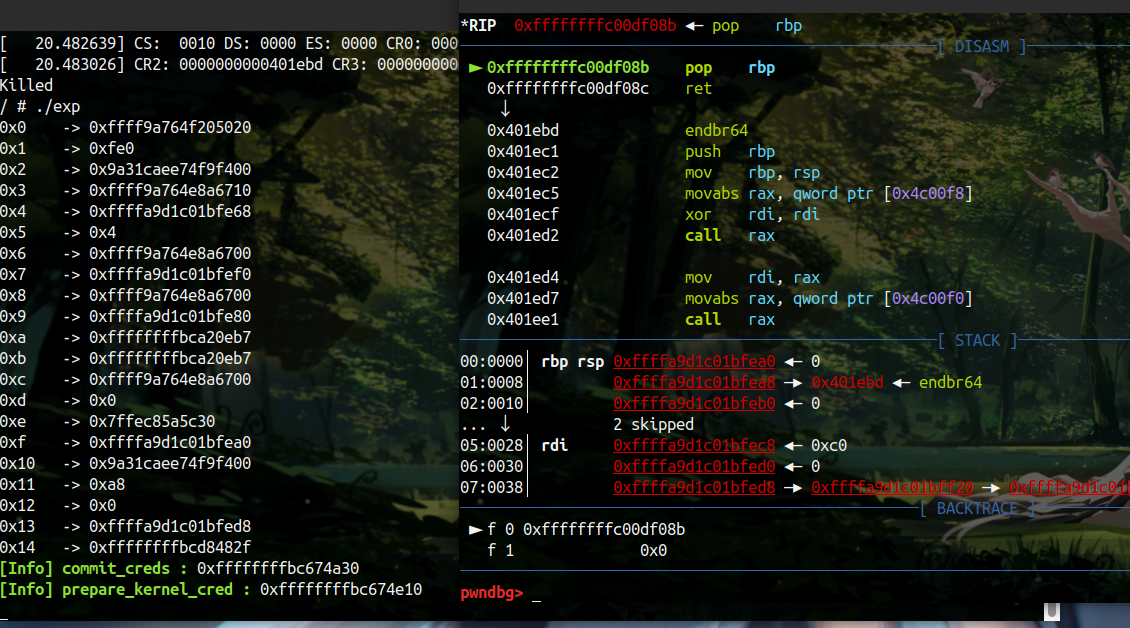 [   20.482639] CS:  0010 DS: 0000 ES: 0000 CR0: 000
[   20.483026] CR2: 0000000000401ebd CR3: 000000000
Killed
/ # ./exp
0x0    -> 0xffff9a764f205020
0x1    -> 0xfe0
0x2    -> 0x9a31caee74f9f400
0x3    -> 0xffff9a764e8a6710
0x4    -> 0xffffa9d1c01bfe68
0x5    -> 0x4
0x6    -> 0xffff9a764e8a6700
0x7    -> 0xffffa9d1c01bfef0
0x8    -> 0xffff9a764e8a6700
0x9    -> 0xffffa9d1c01bfe80
0xa    -> 0xffffffffbca20eb7
0xb    -> 0xffffffffbca20eb7
0xc    -> 0xffff9a764e8a6700
0xd    -> 0x0
0xe    -> 0x7ffec85a5c30
0xf    -> 0xffffa9d1c01bfea0
0x10   -> 0x9a31caee74f9f400
0x11   -> 0xa8
0x12   -> 0x0
0x13   -> 0xffffa9d1c01bfed8
0x14   -> 0xffffffffbcd8482f
[Info] commit_creds : 0xffffffffbc674a30
[Info] prepare_kernel_cred : 0xffffffffbc674e10
*RIP  0xffffffffc00df08b ◂— pop    rbp
[ DISASM ]
► 0xffffffffc00df08b    pop    rbp
0xffffffffc00df08c    ret
↓
0x401ebd              endbr64
0x401ec1              push   rbp
0x401ec2              mov    rbp, rsp
0x401ec5              movabs rax, qword ptr [0x4c00f8]
0x401ecf              xor    rdi, rdi
0x401ed2              call   rax
0x401ed4              mov    rdi, rax
0x401ed7              movabs rax, qword ptr [0x4c00f0]
0x401ee1              call   rax
[ STACK ]
00:0000│ rbp rsp 0xffffa9d1c01bfea0 ◂— 0
01:0008│         0xffffa9d1c01bfea8 —▸ 0x401ebd ◂— endbr64
02:0010│         0xffffa9d1c01bfeb0 ◂— 0
... ↓            2 skipped
05:0028│ rdi     0xffffa9d1c01bfec8 ◂— 0xc0
06:0030│         0xffffa9d1c01bfed0 ◂— 0
07:0038│         0xffffa9d1c01bfed8 —▸ 0xffffa9d1c01bff20 —▸ 0xffffa9d1c01b
[ BACKTRACE ]
► f 0 0xffffffffc00df08b
f 1              0x0
pwndbg> _